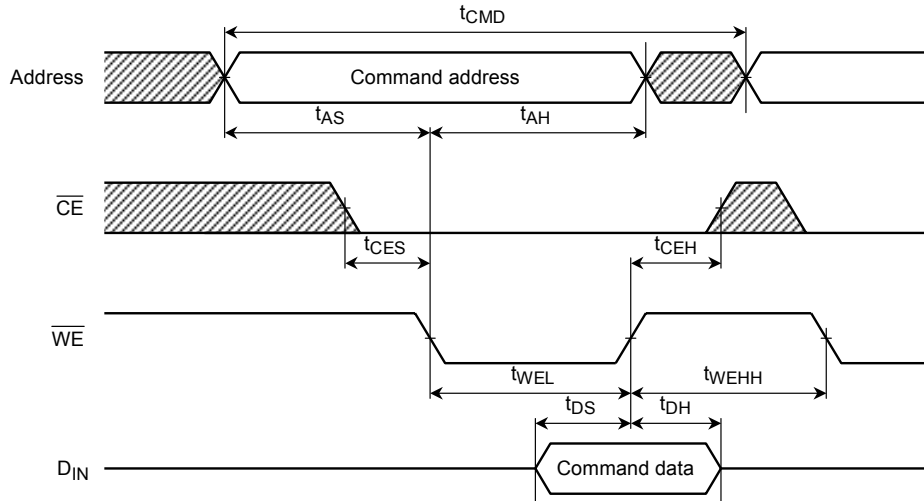 tCMD
Address
Command address
tAS
tAH
CE
tCES
tCEH
WE
tWEL
tWEHH
tDS
tDH
DIN
Command data